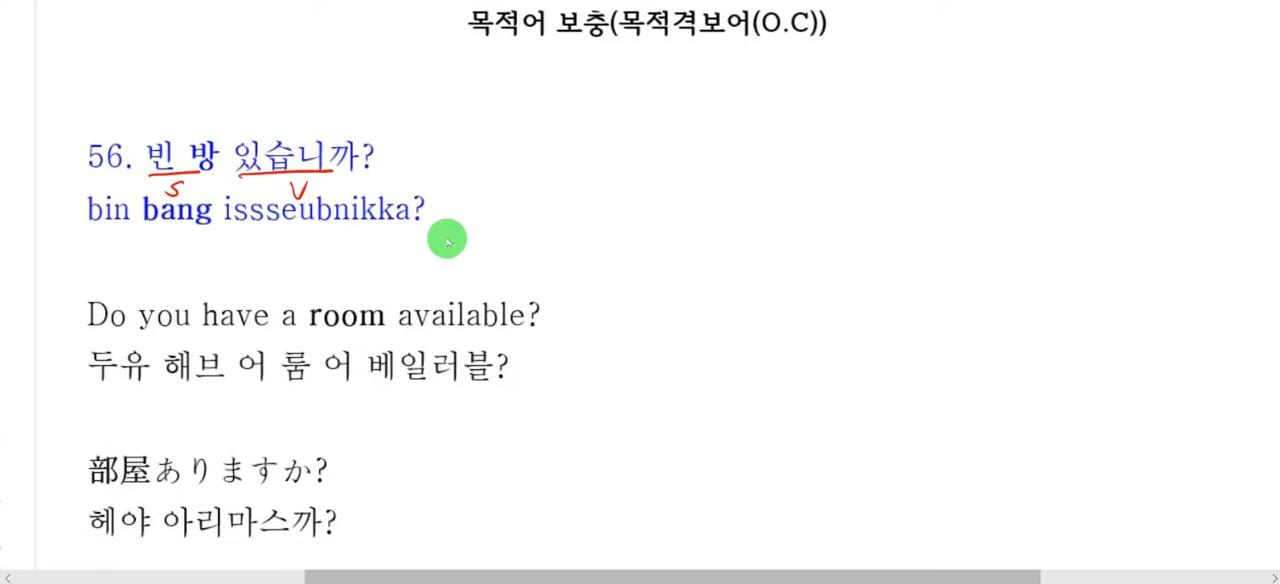 목적어 보충(목적격보어(O.C))
56. 빈 방 있습니까?
S V
bin bang issseubnikka?
Do you have a room available?
두유 해브 어 룸 어 베일러블?
部屋ありますか?
헤야 아리마스까?